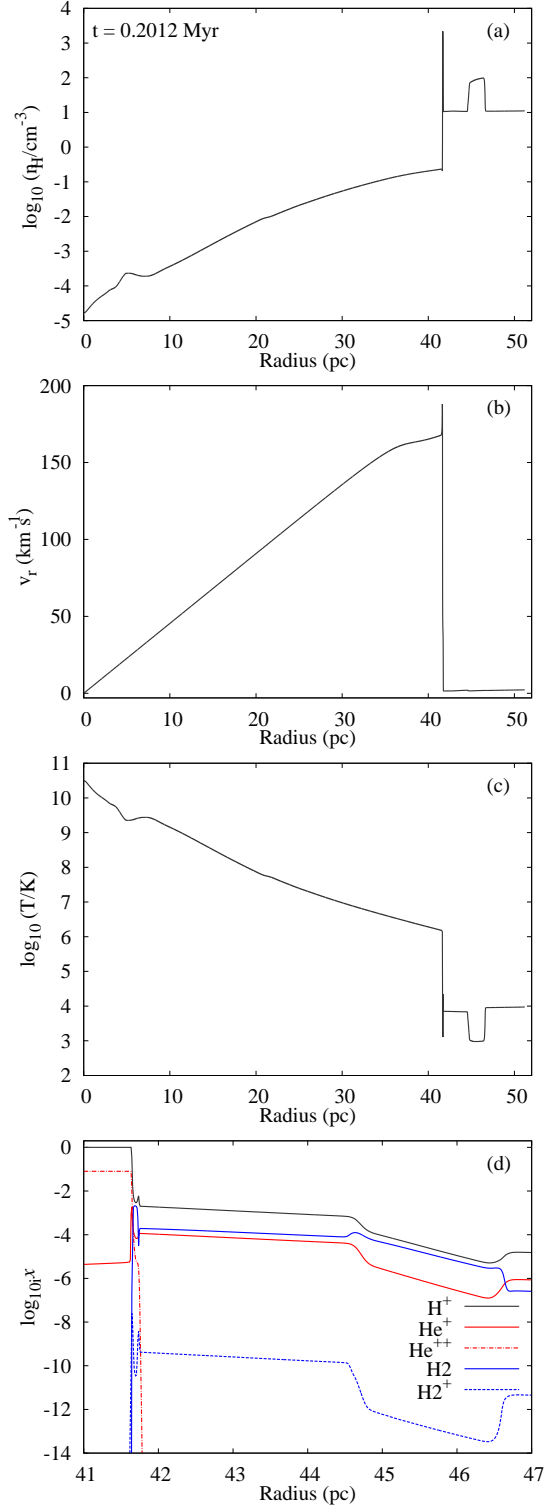 t = 0.2012 Myr
(a)
4
3
2
1
0
-1
-2
-3
-4
-5
log10 (ηH/cm-3)
0 10 20 30 40 50
Radius (pc)
(b)
200
150
100
50
0
vr (km-1s)
0 10 20 30 40 50
Radius (pc)
(c)
11
10
9
8
7
6
5
4
3
2
log10 (T/K)
0 10 20 30 40 50
Radius (pc)
(d)
0
-2
-4
-6
-8
-10
-12
-14
log10ix
H+
He+
He++
H2
H2+
41 42 43 44 45 46 47
Radius (pc)